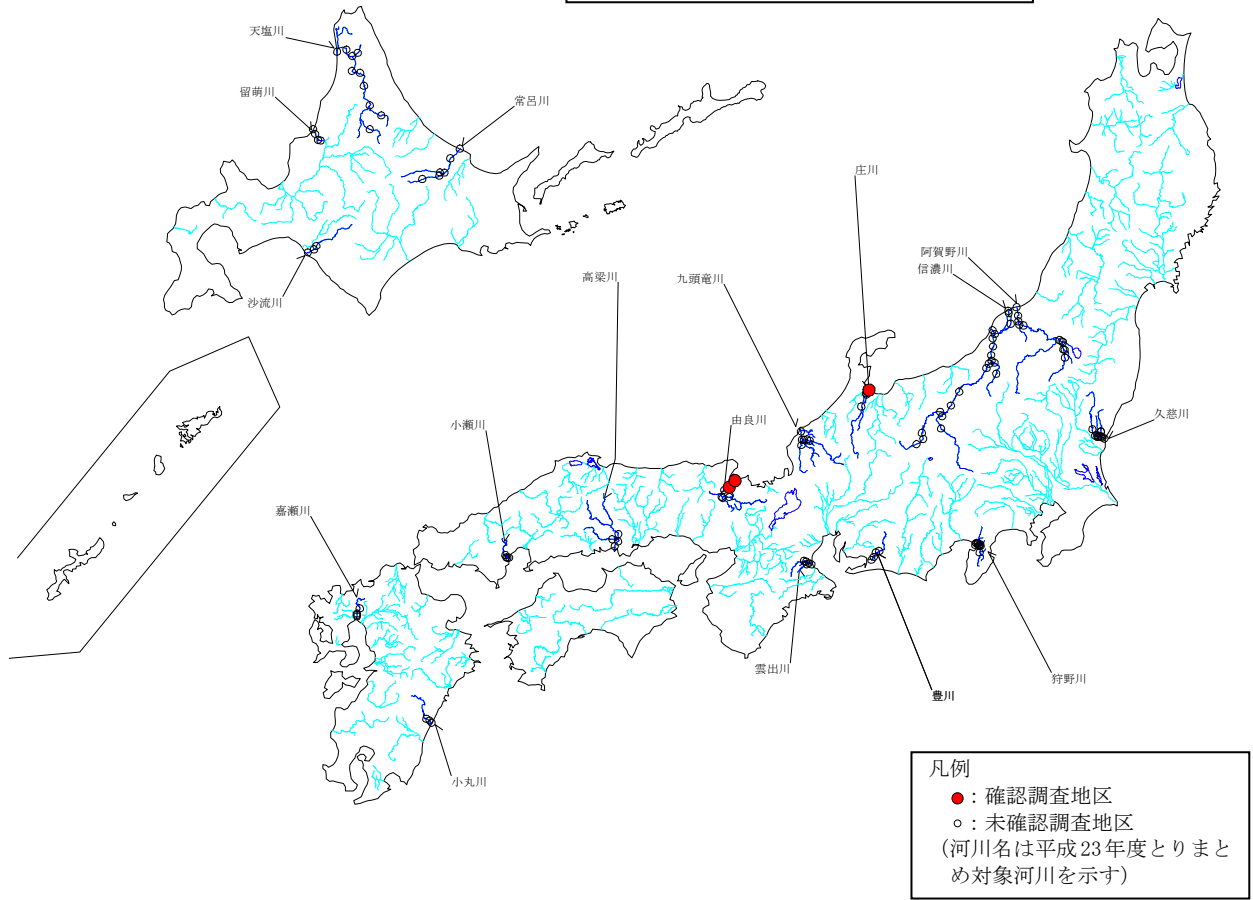 天塩川
留萌川
常呂川
沙流川
庄川
阿賀野川
信濃川
高梁川
九頭竜川
久慈川
由良川
小瀬川
嘉瀬川
雲出川
狩野川
豊川
小丸川
凡例
●：確認調査地区
○：未確認調査地区
(河川名は平成23年度とりまと
め対象河川を示す)